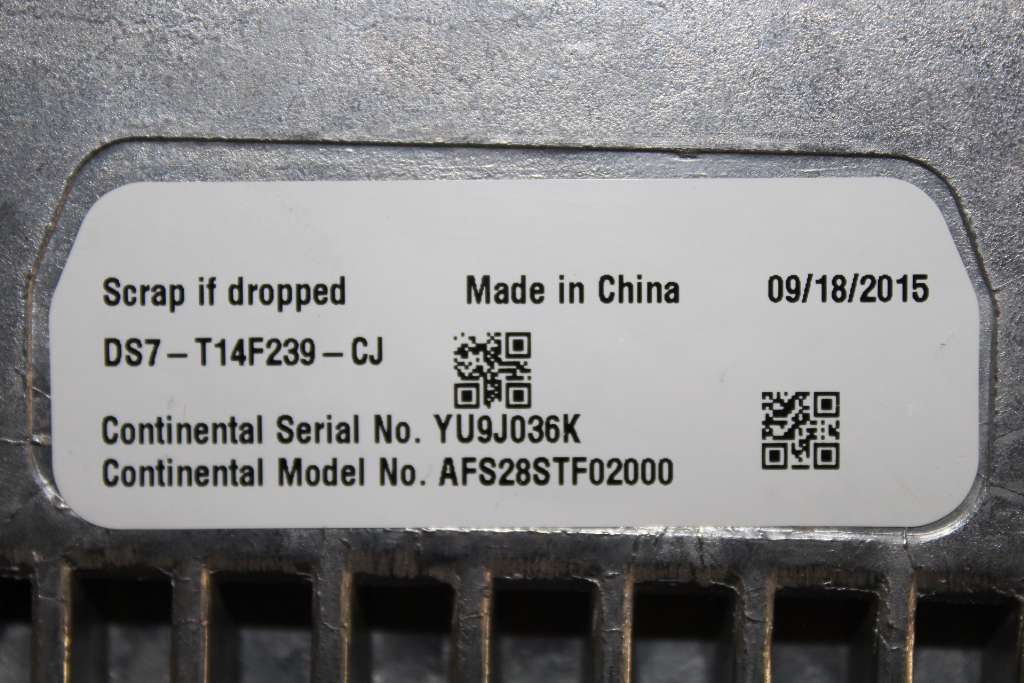 Scrap if dropped Made in China 09/18/2015
DS7-T14F239-CJ
Continental Serial No. YU9J036K
Continental Model No. AFS28STF02000